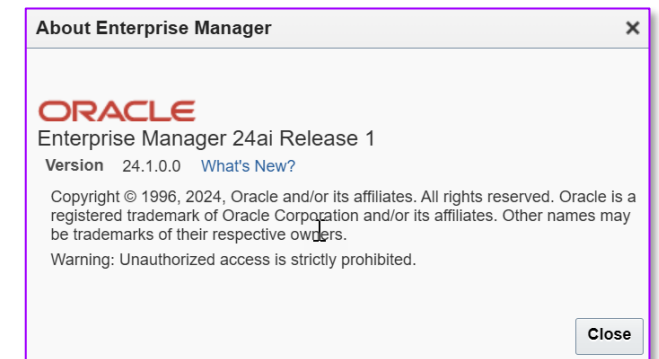 About Enterprise Manager
ORACLE
Enterprise Manager 24ai Release 1
Version 24.1.0.0 What's New?
Copyright © 1996, 2024, Oracle and/or its affiliates. All rights reserved. Oracle is a
registered trademark of Oracle Corporation and/or its affiliates. Other names may
be trademarks of their respective owners.
Warning: Unauthorized access is strictly prohibited.
Close